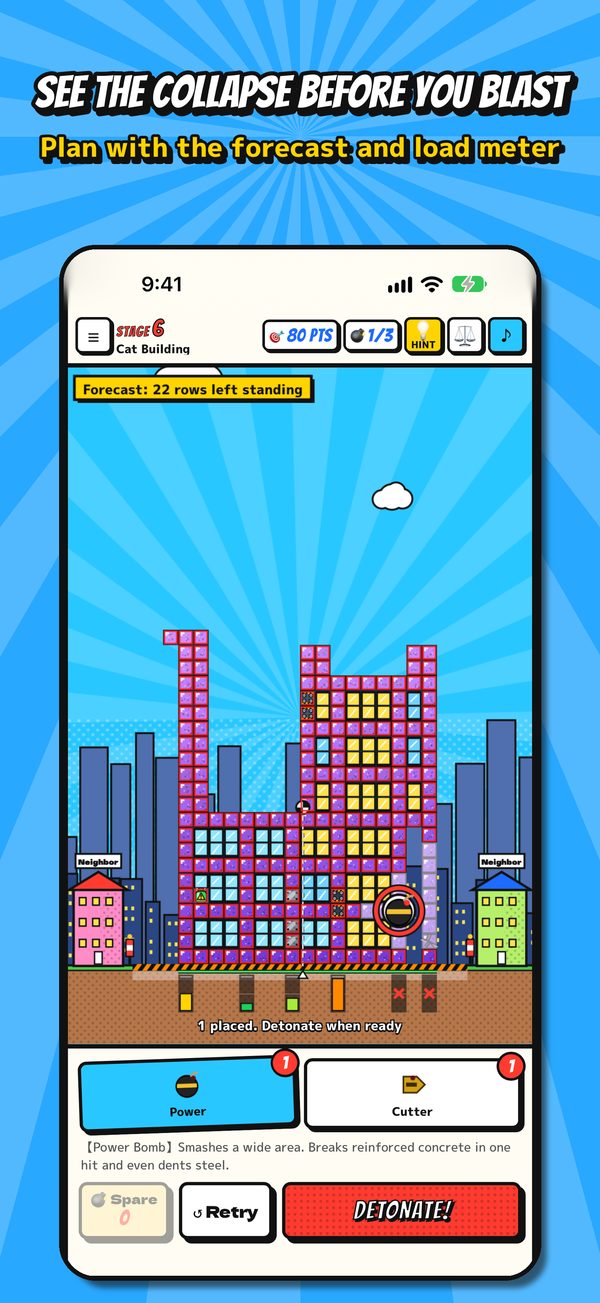 SEE THE COLLAPSE BEFORE YOU BLAST
Plan with the forecast and load meter
9:41
STAGE 6
Cat Building
80 PTS
1/3
HINT
Forecast: 22 rows left standing
Neighbor
Neighbor
1 placed. Detonate when ready
1
Power
1
Cutter
【Power Bomb】Smashes a wide area. Breaks reinforced concrete in one
hit and even dents steel.
Spare
0
↺ Retry
DETONATE!